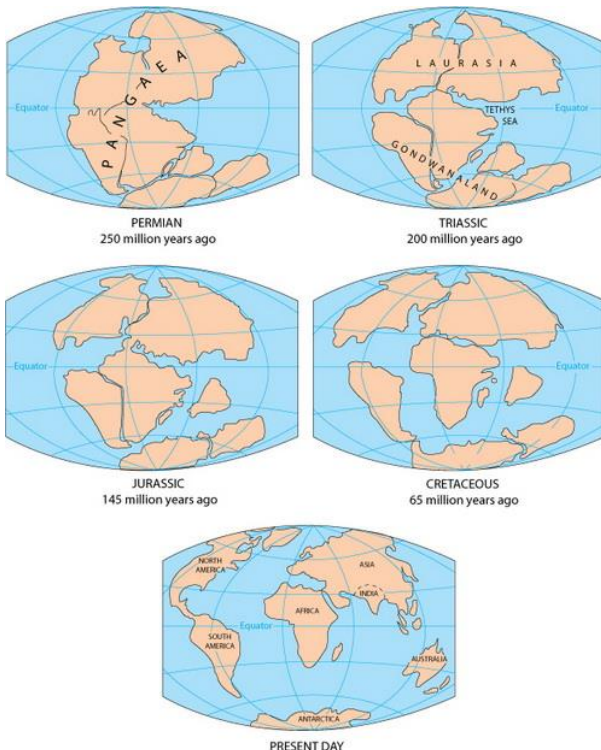 PANGAEA
Equator
PERMIAN
250 million years ago
LAURASIA
TETHYS
SEA
Equator
GONDWANALAND
TRIASSIC
200 million years ago
Equator
JURASSIC
145 million years ago
Equator
CRETACEOUS
65 million years ago
NORTH
AMERICA
ASIA
INDIA
AFRICA
Equator
SOUTH
AMERICA
AUSTRALIA
ANTARCTICA
PRESENT DAY